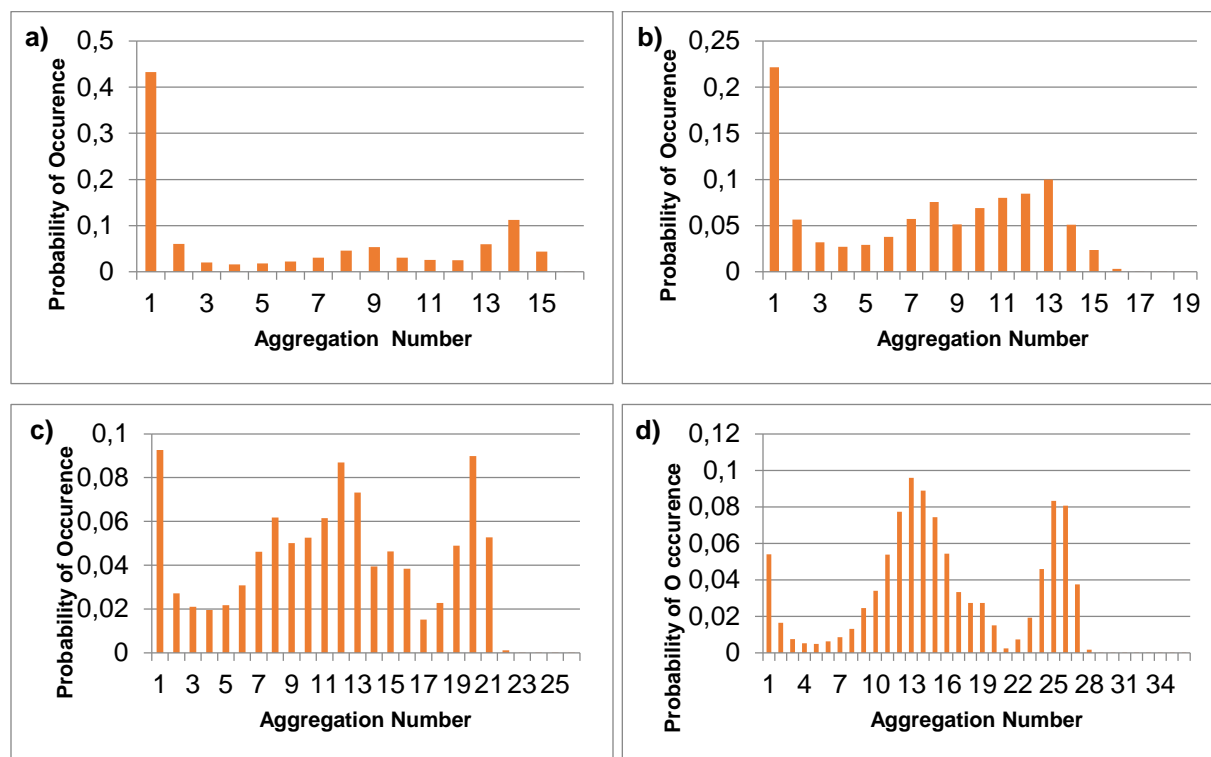 a)
Probability of Occurence
0,5
0,4
0,3
0,2
0,1
0
1 3 5 7 9 11 13 15
Aggregation Number
b)
Probability of Occurence
0,25
0,2
0,15
0,1
0,05
0
1 3 5 7 9 11 13 15 17 19
Aggregation Number
c)
Probability of Occurence
0,1
0,08
0,06
0,04
0,02
0
1 3 5 7 9 11 13 15 17 19 21 23 25
Aggregation Number
d)
Probability of O cccurence
0,12
0,1
0,08
0,06
0,04
0,02
0
1 4 7 10 13 16 19 22 25 28 31 34
Aggregation Number